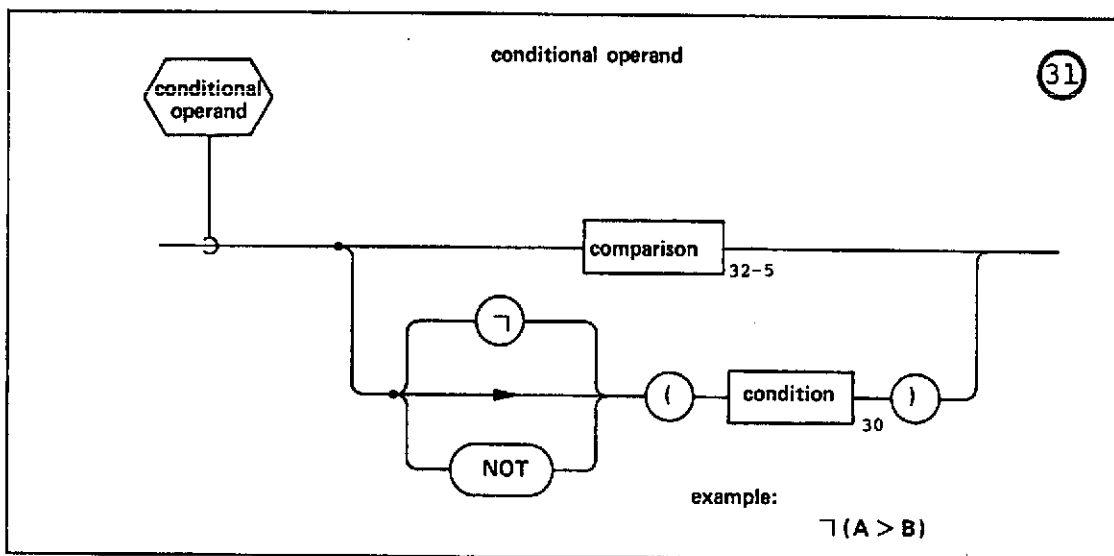 conditional operand
31
conditional
operand
comparison
32-5
¬
( condition )
30
NOT
example:
¬(A > B)